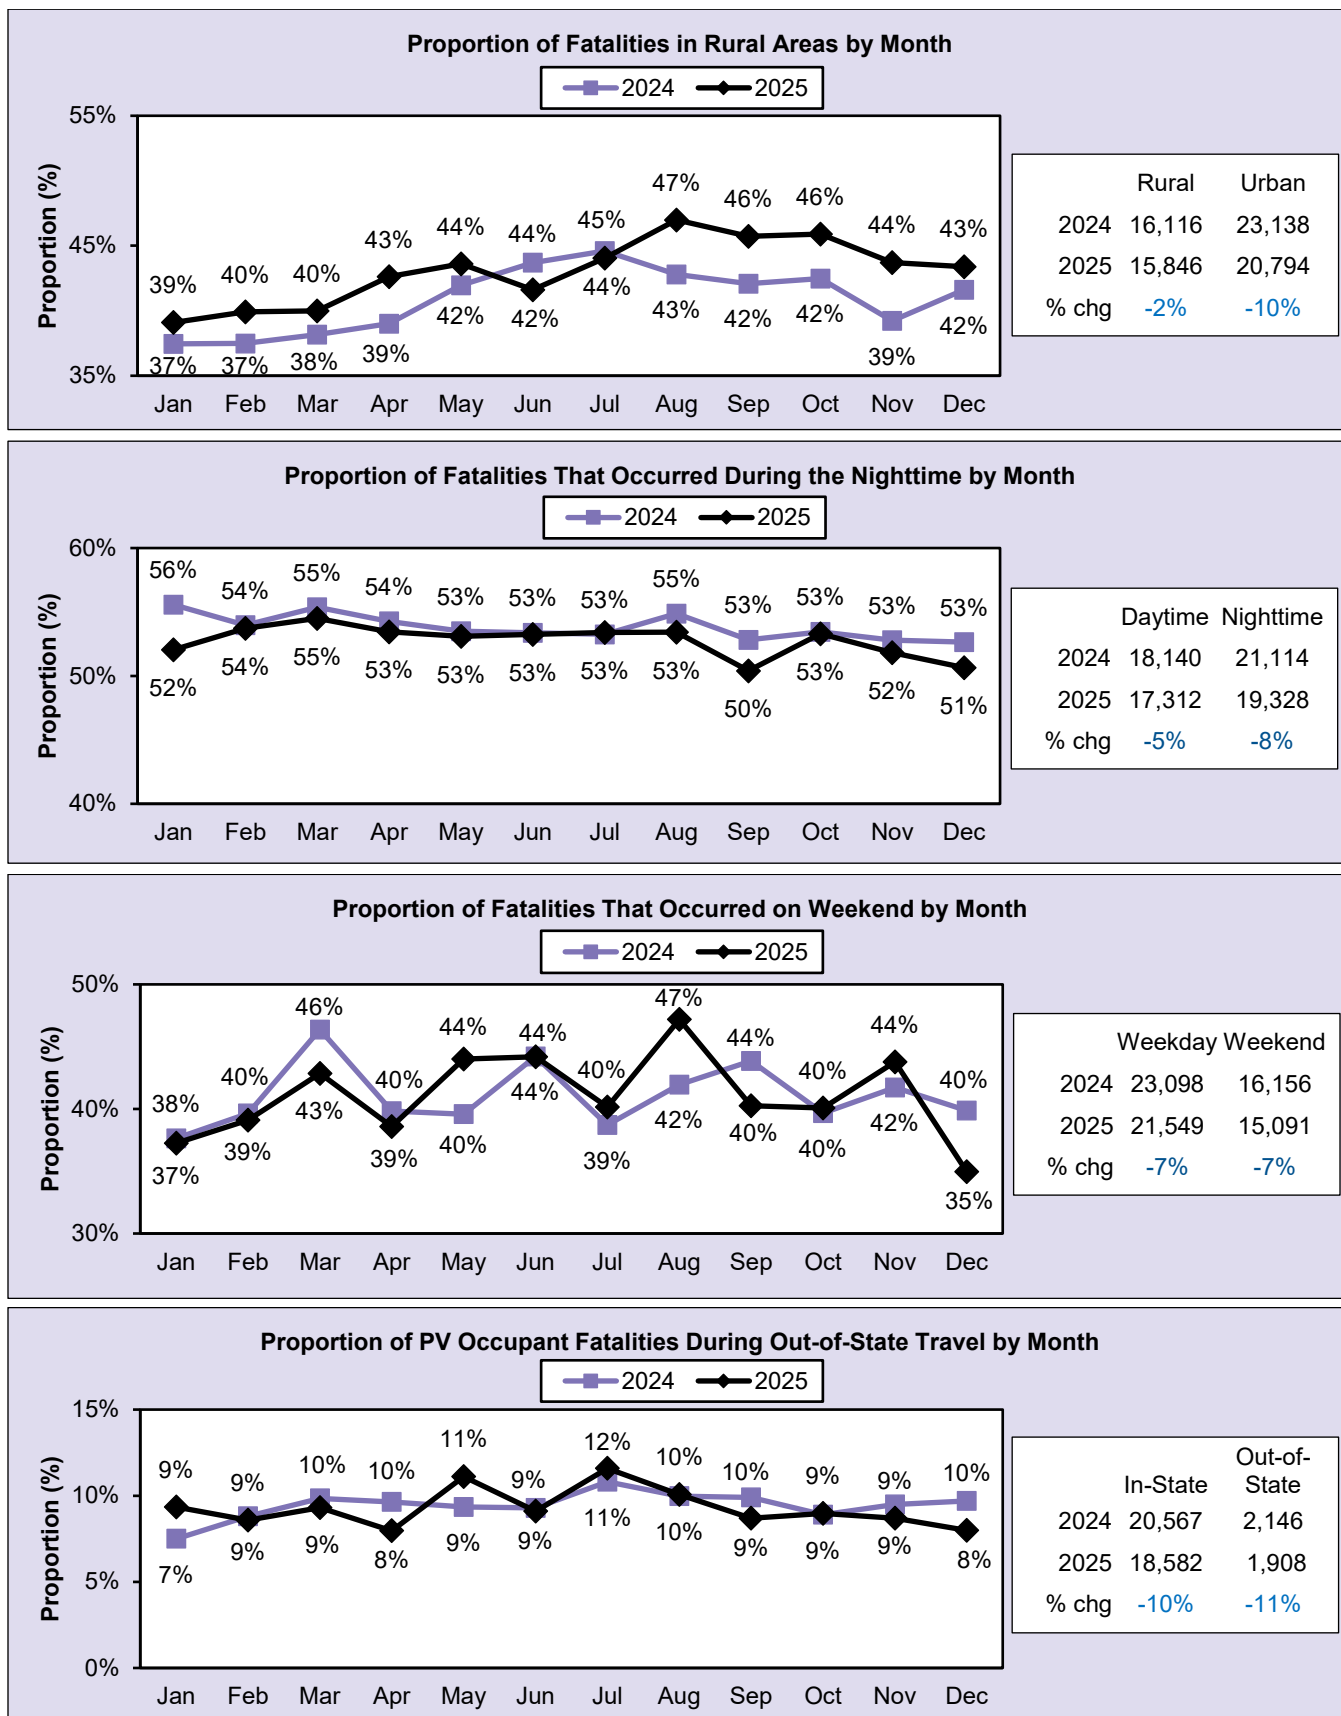 Proportion of Fatalities in Rural Areas by Month
2024 2025
Proportion (%)
55%
45%
35%
39% 40% 40% 43% 44% 44% 45% 47% 46% 46% 44% 43%
37% 37% 38% 39% 42% 42% 44% 43% 42% 42% 39% 42%
Jan Feb Mar Apr May Jun Jul Aug Sep Oct Nov Dec
Rural Urban
2024 16,116 23,138
2025 15,846 20,794
% chg -2% -10%
Proportion of Fatalities That Occurred During the Nighttime by Month
2024 2025
Proportion (%)
60%
50%
40%
56% 54% 55% 54% 53% 53% 53% 55% 53% 53% 53% 53%
52% 54% 55% 53% 53% 53% 53% 53% 50% 53% 52% 51%
Jan Feb Mar Apr May Jun Jul Aug Sep Oct Nov Dec
Daytime Nighttime
2024 18,140 21,114
2025 17,312 19,328
% chg -5% -8%
Proportion of Fatalities That Occurred on Weekend by Month
2024 2025
Proportion (%)
50%
40%
30%
38% 40% 46% 40% 44% 44% 40% 47% 44% 40% 44% 40%
37% 39% 43% 39% 40% 44% 39% 42% 40% 40% 42% 35%
Jan Feb Mar Apr May Jun Jul Aug Sep Oct Nov Dec
Weekday Weekend
2024 23,098 16,156
2025 21,549 15,091
% chg -7% -7%
Proportion of PV Occupant Fatalities During Out-of-State Travel by Month
2024 2025
Proportion (%)
15%
10%
5%
0%
9% 9% 10% 10% 11% 9% 12% 10% 10% 9% 9% 10%
7% 9% 9% 8% 9% 9% 11% 10% 9% 9% 9% 8%
Jan Feb Mar Apr May Jun Jul Aug Sep Oct Nov Dec
Out-of-
In-State State
2024 20,567 2,146
2025 18,582 1,908
% chg -10% -11%